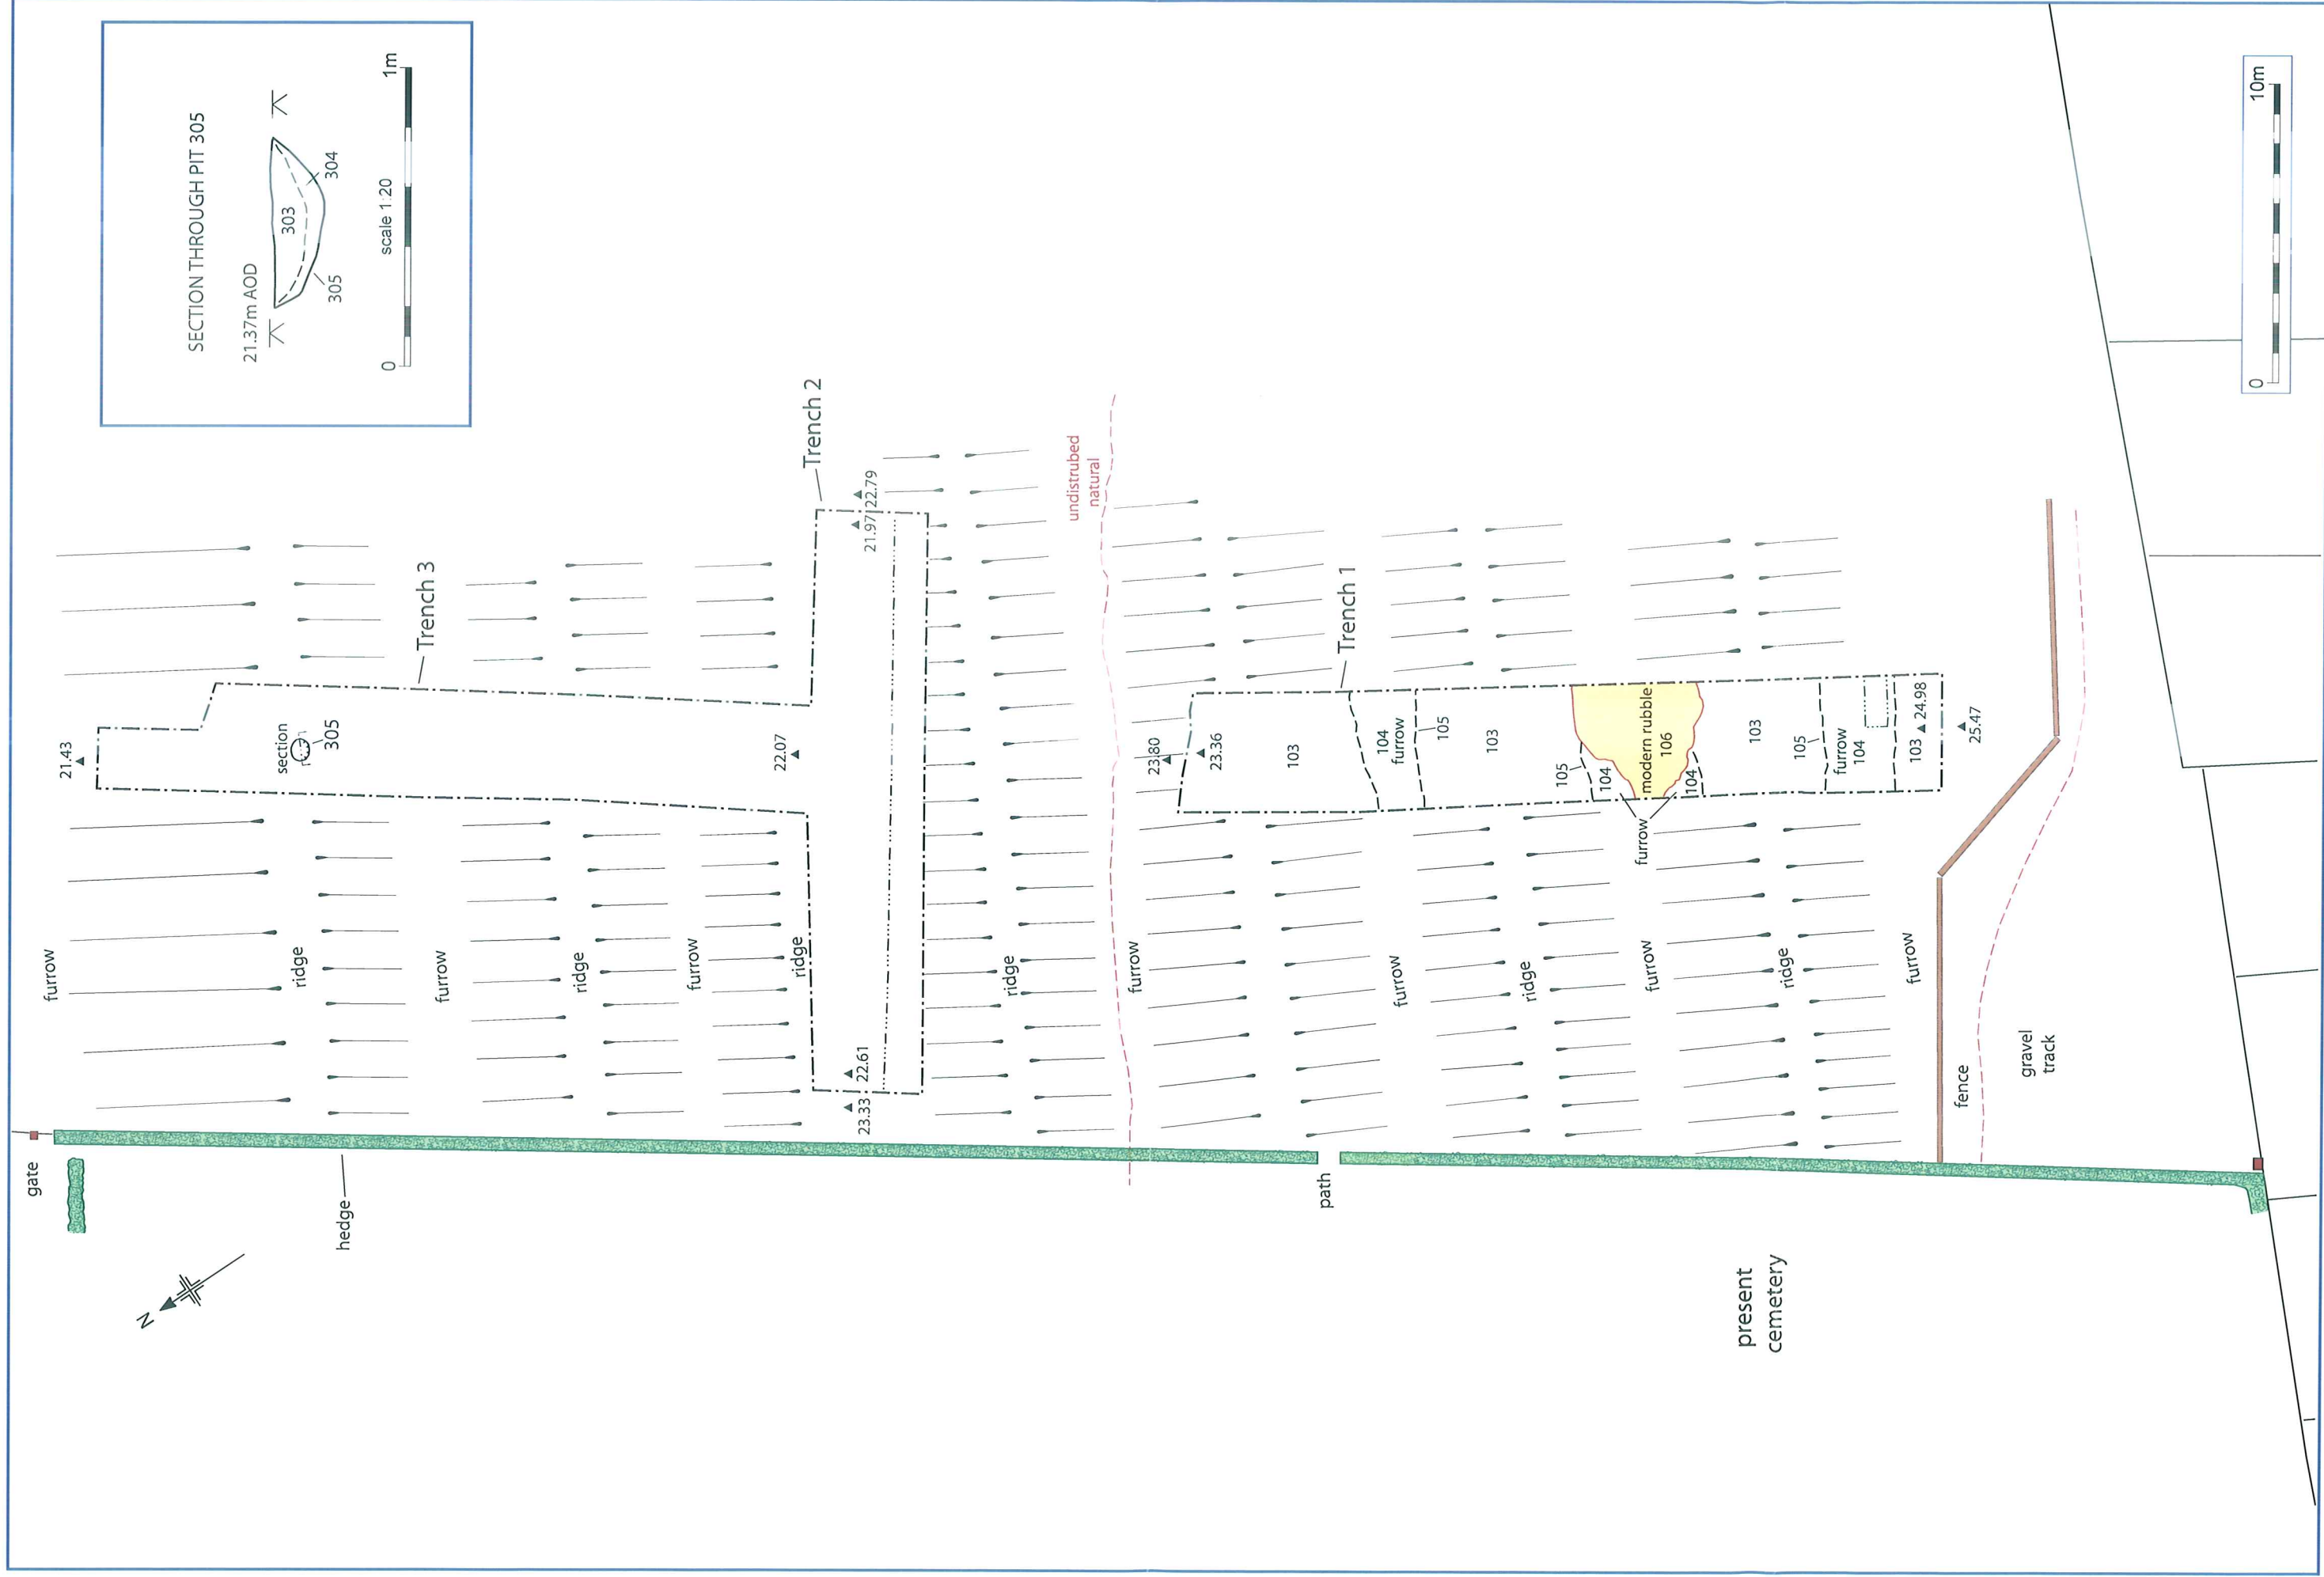 SECTION THROUGH PIT 305
21.37m AOD
303
304
305
scale 1:20
0
1m
Trench 3
Trench 2
21.43
section
305
22.07
21.97
22.79
22.61
23.33
undistrubed
natural
Trench 1
23.80
23.36
103
104
furrow
105
103
105
104
modern rubble
106
104
furrow
103
105
furrow
104
103
24.98
25.47
furrow
ridge
furrow
ridge
furrow
ridge
ridge
furrow
furrow
ridge
furrow
ridge
furrow
fence
gravel
track
gate
hedge
path
N
present
cemetery
0
10m